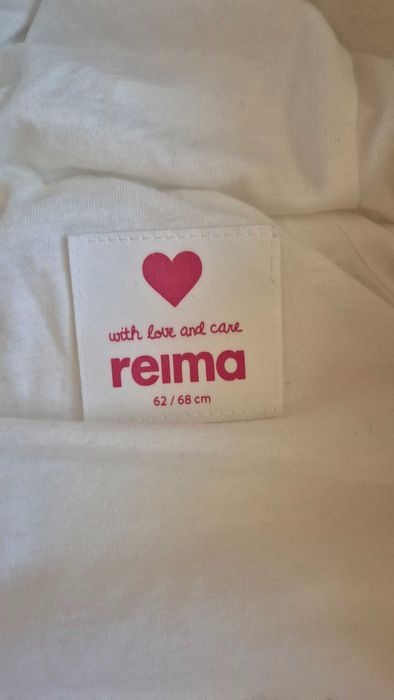 with love and care
reima
62 / 68 cm